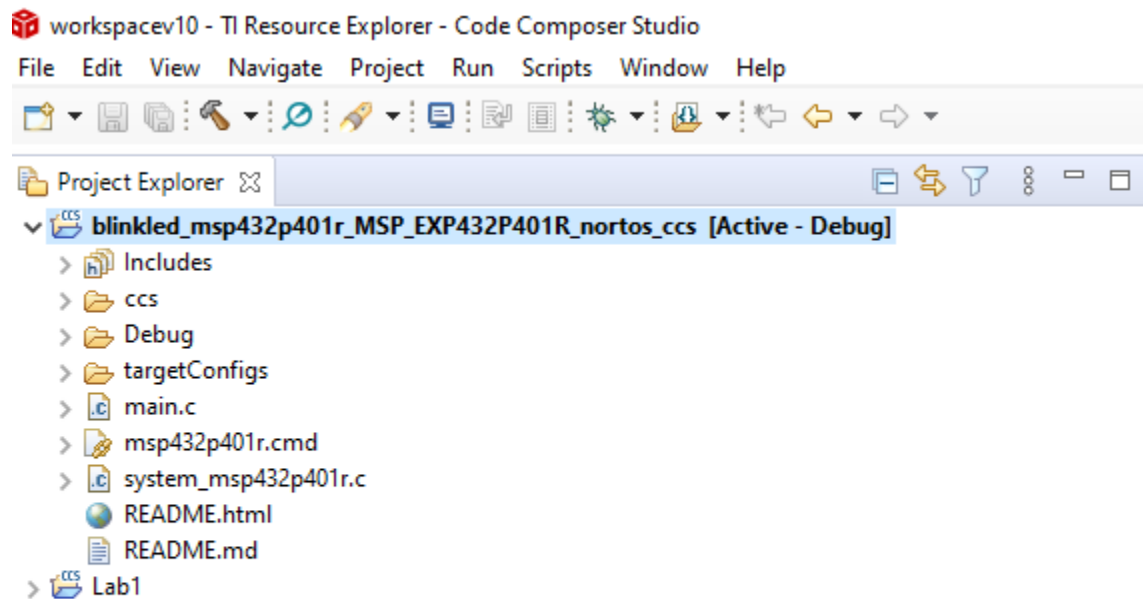 workspacev10 - TI Resource Explorer - Code Composer Studio
File Edit View Navigate Project Run Scripts Window Help
Project Explorer
blinkled_msp432p401r_MSP_EXP432P401R_nortos_ccs [Active - Debug]
Includes
ccs
Debug
targetConfigs
main.c
msp432p401r.cmd
system_msp432p401r.c
README.html
README.md
Lab1